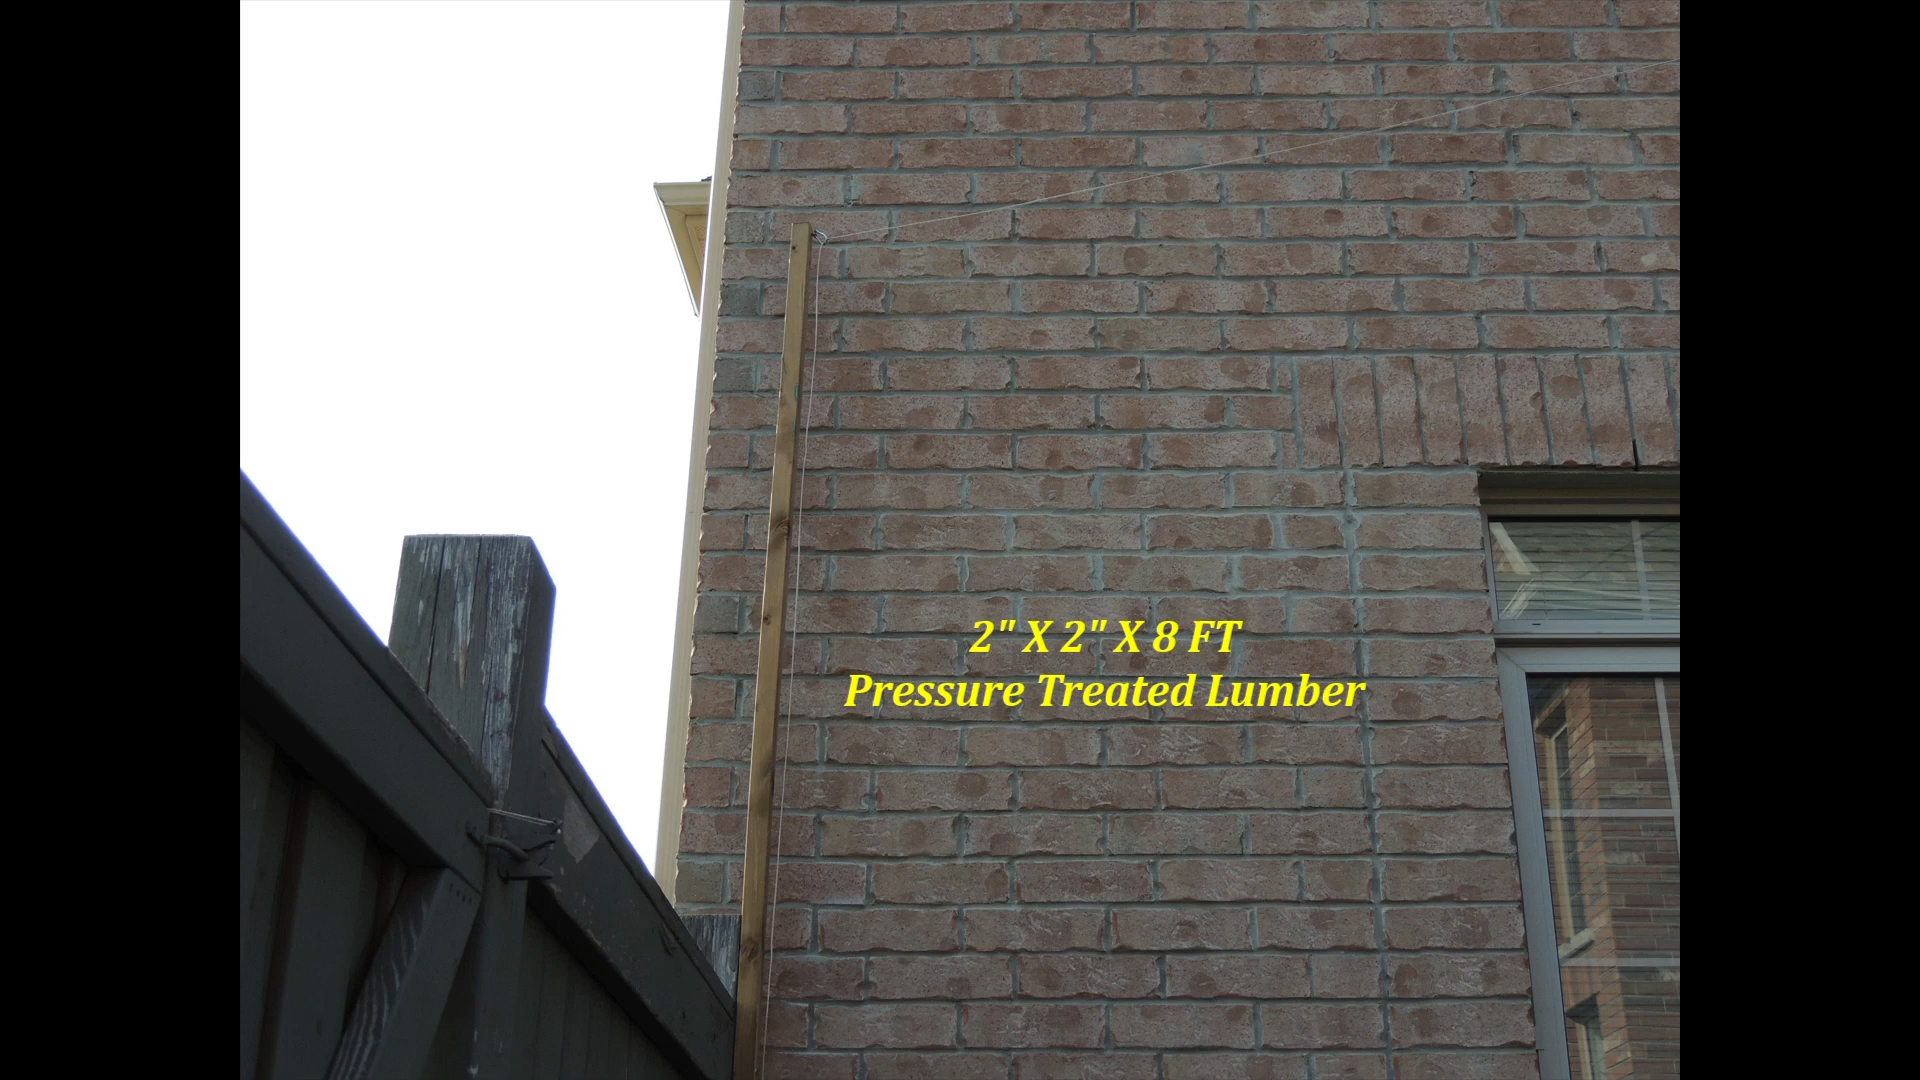 2" X 2" X 8 FT
Pressure Treated Lumber